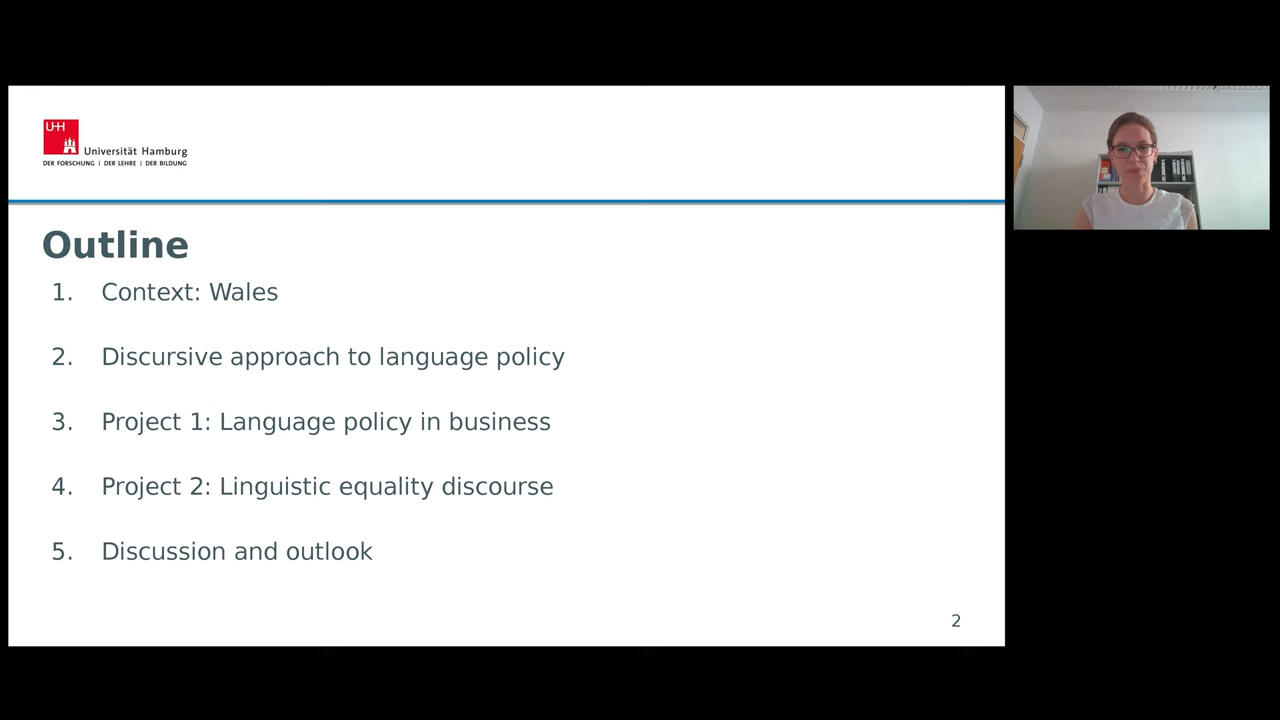 UHH
Universität Hamburg
DER FORSCHUNG | DER LEHRE | DER BILDUNG
Outline
1. Context: Wales
2. Discursive approach to language policy
3. Project 1: Language policy in business
4. Project 2: Linguistic equality discourse
5. Discussion and outlook
2